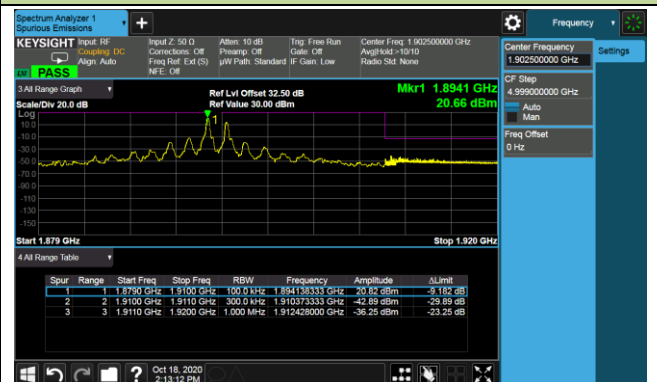 Spectrum Analyzer 1
Spurious Emissions
Frequency
KEYSIGHT Input: RF
Coupling: DC
Align: Auto
Input Z: 50 Ω
Corrections: Off
Freq Ref: Ext (S)
NFE: Off
Atten: 10 dB
Preamp: Off
µW Path: Standard
Trig: Free Run
Gate: Off
IF Gain: Low
Center Freq: 1.902500000 GHz
Avg|Hold:>10/10
Radio Std: None
PASS
3 All Range Graph
Scale/Div 20.0 dB
Ref Lvl Offset 32.50 dB
Ref Value 30.00 dBm
Mkr1 1.8941 GHz
20.66 dBm
Log
10.0
-10.0
-30.0
-50.0
-70.0
-90.0
-110
-130
-150
1
Start 1.879 GHz
Stop 1.920 GHz
4 All Range Table
Spur Range Start Freq Stop Freq RBW Frequency Amplitude ΔLimit
1 1 1.8790 GHz 1.9100 GHz 100.0 kHz 1.894138333 GHz 20.82 dBm -9.182 dB
2 2 1.9100 GHz 1.9110 GHz 300.0 kHz 1.910373333 GHz -42.89 dBm -29.89 dB
3 3 1.9110 GHz 1.9200 GHz 1.000 MHz 1.912428000 GHz -36.25 dBm -23.25 dB
Oct 18, 2020
2:13:12 PM
Center Frequency
1.902500000 GHz
Settings
CF Step
4.999000000 GHz
Auto
Man
Freq Offset
0 Hz